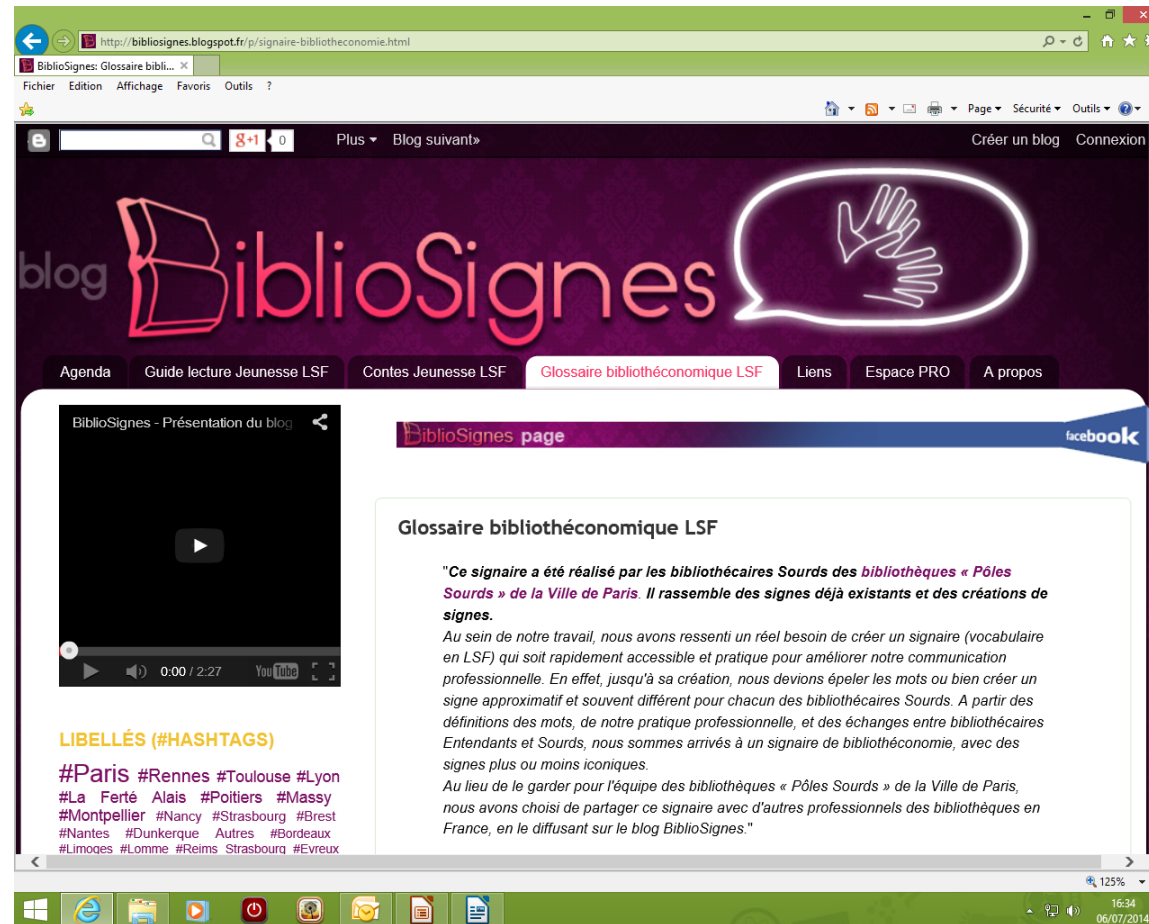 http://bibliosignes.blogspot.fr/p/signaire-bibliotheconomie.html
BiblioSignes: Glossaire bibli...
Fichier Edition Affichage Favoris Outils ?
Page Sécurité Outils
g+1 0 Plus Blog suivant» Créer un blog Connexion
blog BiblioSignes
Agenda Guide lecture Jeunesse LSF Contes Jeunesse LSF Glossaire bibliothéconomique LSF Liens Espace PRO A propos
BiblioSignes - Présentation du blog
0:00 / 2:27 YouTube
LIBELLÉS (#HASHTAGS)
#Paris #Rennes #Toulouse #Lyon
#La Ferté Alais #Poitiers #Massy
#Montpellier #Nancy #Strasbourg #Brest
#Nantes #Dunkerque Autres #Bordeaux
#Limoges #Lomme #Reims Strasbourg #Evreux
BiblioSignes page facebook
Glossaire bibliothéconomique LSF
"Ce signaire a été réalisé par les bibliothécaires Sourds des bibliothèques « Pôles
Sourds » de la Ville de Paris. Il rassemble des signes déjà existants et des créations de
signes.
Au sein de notre travail, nous avons ressenti un réel besoin de créer un signaire (vocabulaire
en LSF) qui soit rapidement accessible et pratique pour améliorer notre communication
professionnelle. En effet, jusqu'à sa création, nous devions épeler les mots ou bien créer un
signe approximatif et souvent différent pour chacun des bibliothécaires Sourds. A partir des
définitions des mots, de notre pratique professionnelle, et des échanges entre bibliothécaires
Entendants et Sourds, nous sommes arrivés à un signaire de bibliothéconomie, avec des
signes plus ou moins iconiques.
Au lieu de le garder pour l'équipe des bibliothèques « Pôles Sourds » de la Ville de Paris,
nous avons choisi de partager ce signaire avec d'autres professionnels des bibliothèques en
France, en le diffusant sur le blog BiblioSignes."
125%
16:34
06/07/2014